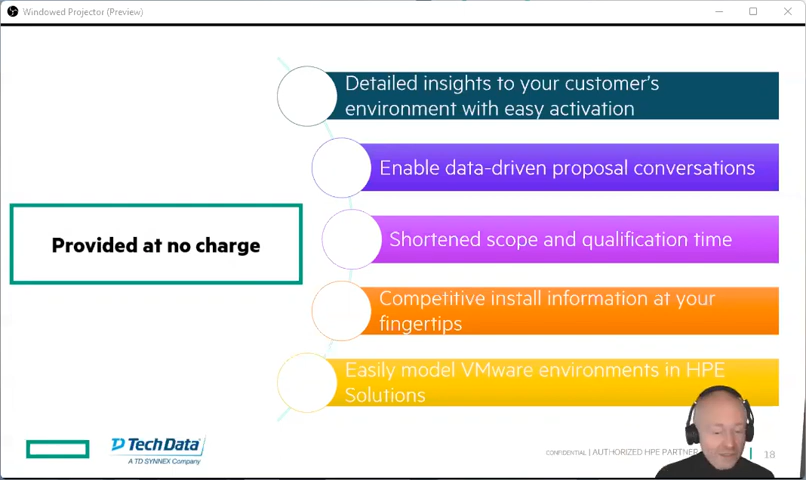 Windowed Projector (Preview)
Detailed insights to your customer's
environment with easy activation
Enable data-driven proposal conversations
Shortened scope and qualification time
Provided at no charge
Competitive install information at your
fingertips
Easily model VMware environments in HPE
Solutions
TechData
A TD SYNNEX Company
CONFIDENTIAL | AUTHORIZED HPE PARTNER
18